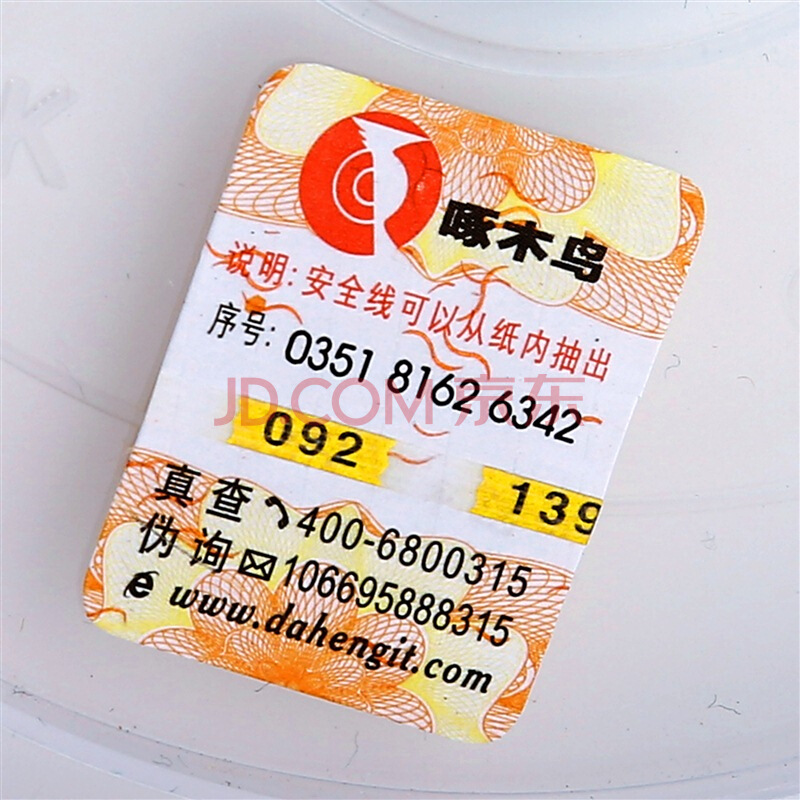 啄木鸟
说明:安全线可以从纸内抽出
序号: 0351 8162 6342
JD.COM 京东
092 139
真查 400-6800315
伪询 106695888315
www.dahengit.com
K